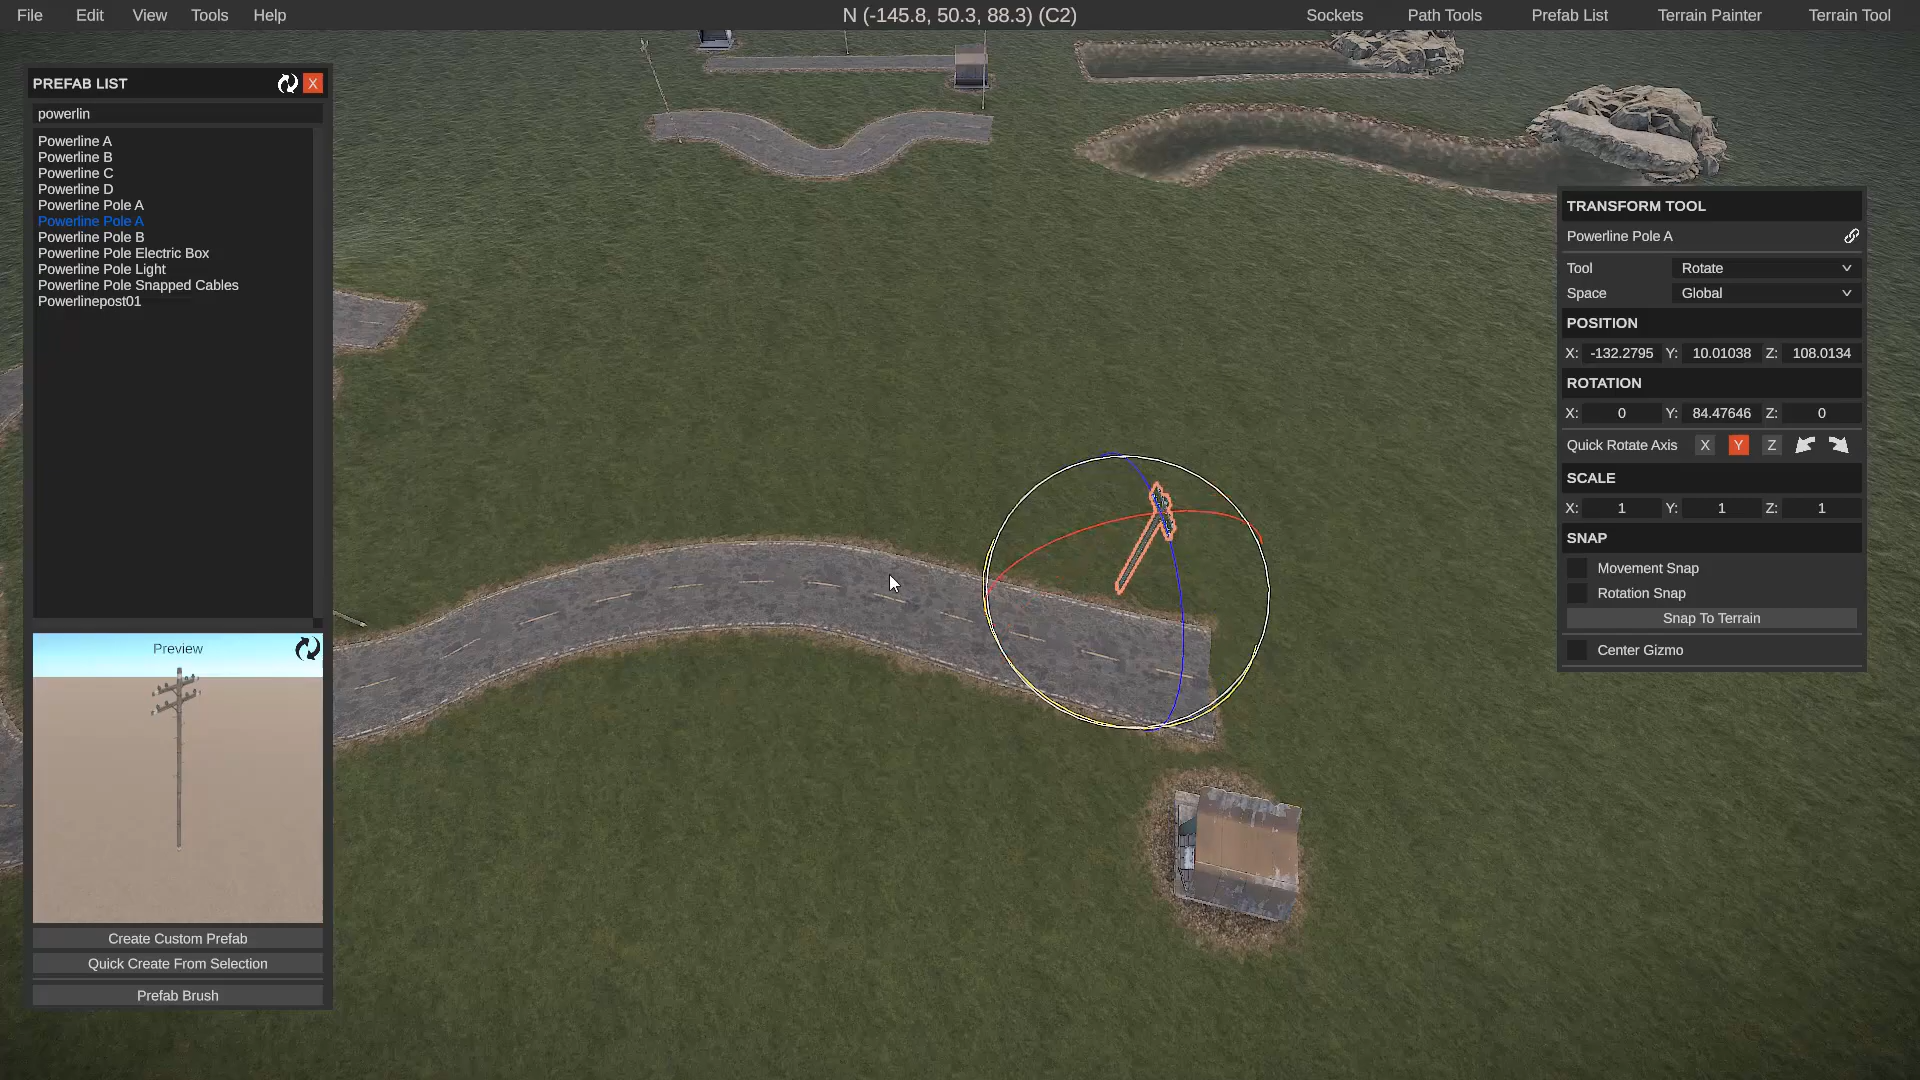 File Edit View Tools Help
N (-145.8, 50.3, 88.3) (C2)
Sockets Path Tools Prefab List Terrain Painter Terrain Tool
PREFAB LIST X
powerlin
Powerline A
Powerline B
Powerline C
Powerline D
Powerline Pole A
Powerline Pole A
Powerline Pole B
Powerline Pole Electric Box
Powerline Pole Light
Powerline Pole Snapped Cables
Powerlinepost01
Preview
Create Custom Prefab
Quick Create From Selection
Prefab Brush
TRANSFORM TOOL
Powerline Pole A
Tool Rotate
Space Global
POSITION
X: -132.2795 Y: 10.01038 Z: 108.0134
ROTATION
X: 0 Y: 84.47646 Z: 0
Quick Rotate Axis X Y Z
SCALE
X: 1 Y: 1 Z: 1
SNAP
Movement Snap
Rotation Snap
Snap To Terrain
Center Gizmo